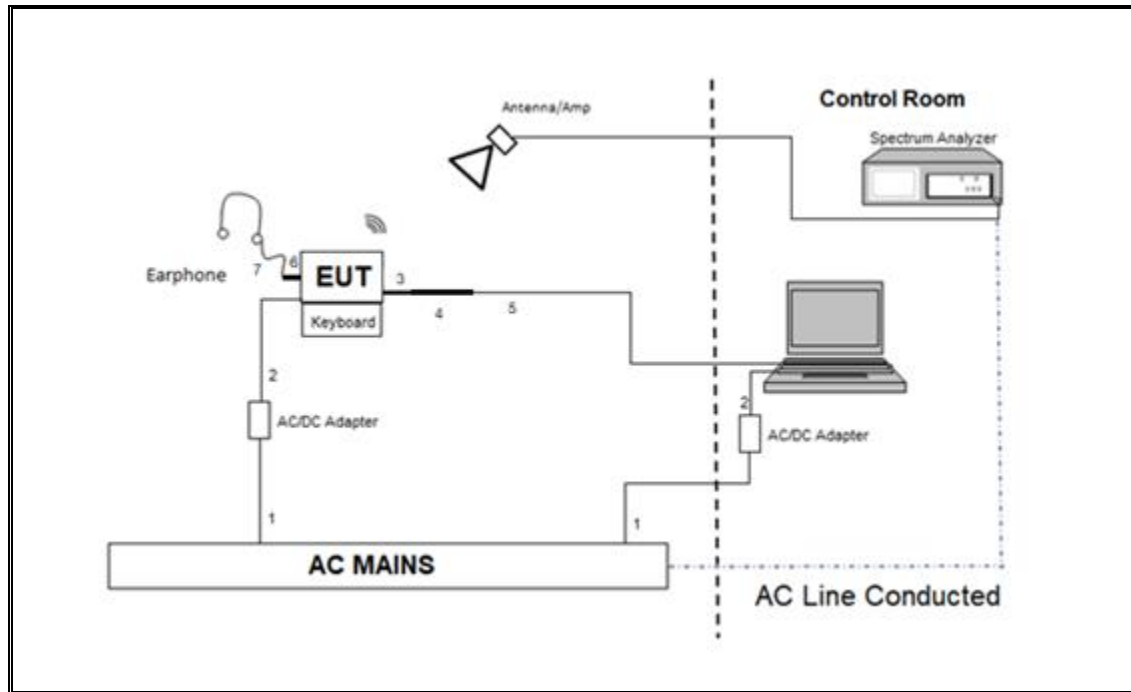 Control Room
Antenna/Amp
Spectrum Analyzer
Earphone
7
6
EUT
3
4
5
Keyboard
2
AC/DC Adapter
2
AC/DC Adapter
1
1
AC MAINS
AC Line Conducted